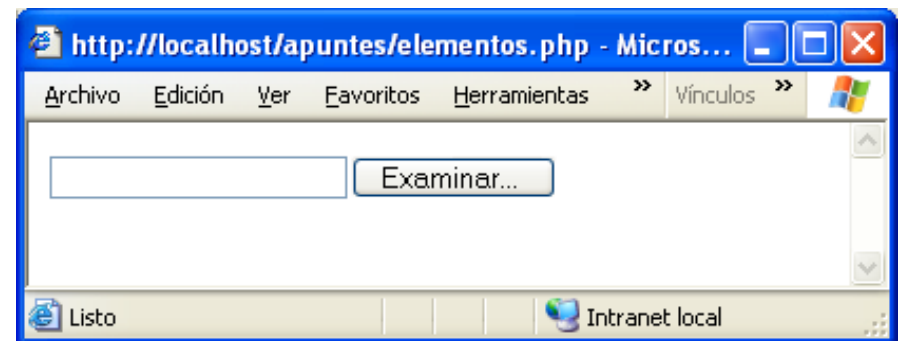 http://localhost/apuntes/elementos.php - Micros...
Archivo Edición Ver Favoritos Herramientas » Vínculos »
Examinar...
Listo Intranet local